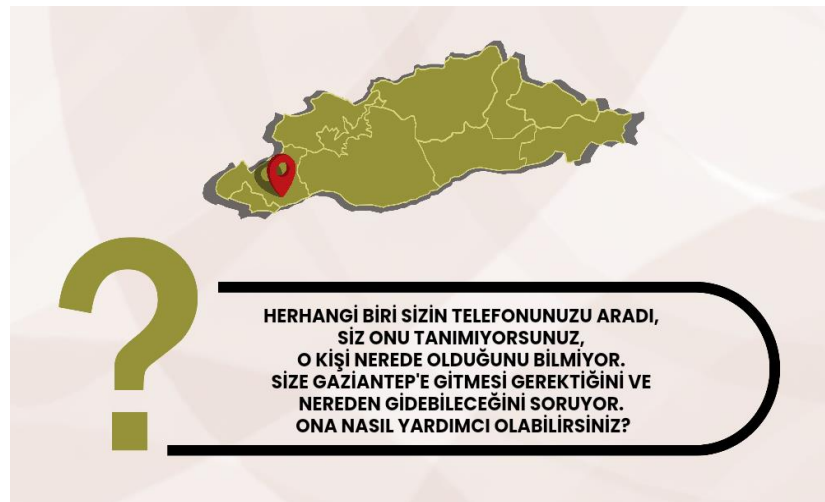 ?
HERHANGİ BİRİ SİZİN TELEFONUNUZU ARADI,
SİZ ONU TANIMIYORSUNUZ,
O KİŞİ NEREDE OLDUĞUNU BİLMİYOR.
SİZE GAZİANTEP'E GİTMESİ GEREKTİĞİNİ VE
NEREDEN GİDEBİLECEĞİNİ SORUYOR.
ONA NASIL YARDIMCI OLABİLİRSİNİZ?